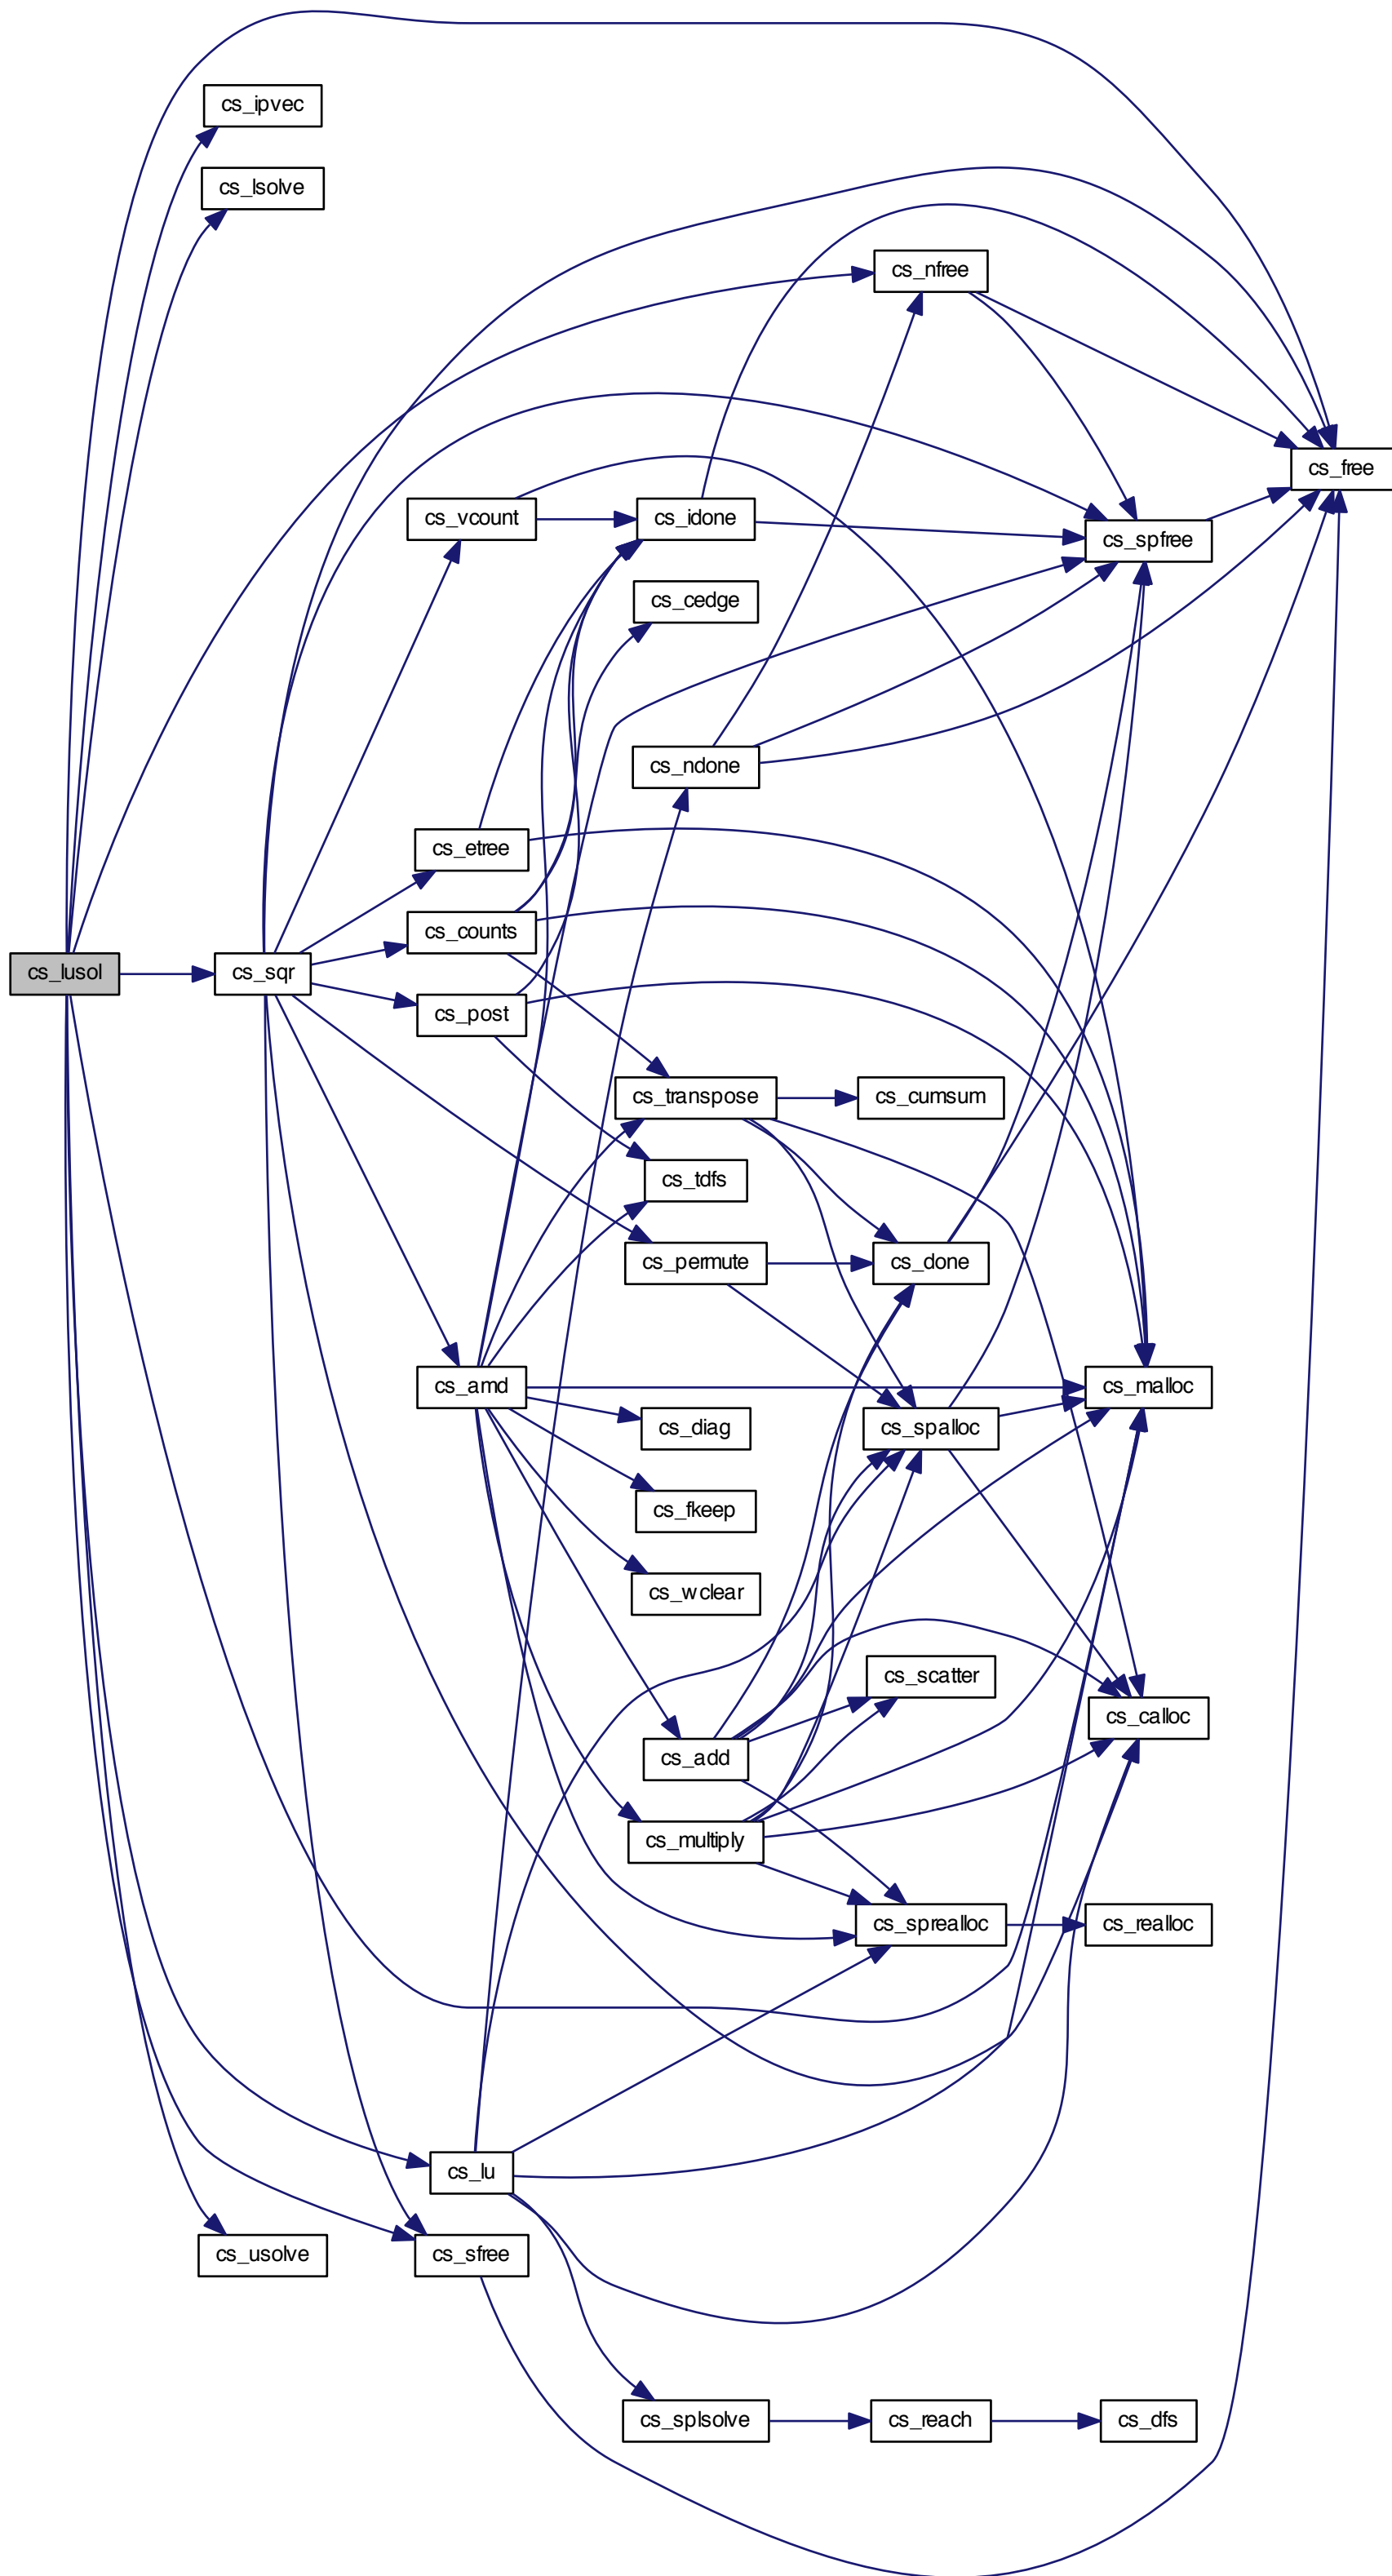 cs_ipvec
cs_lsolve
cs_nfree
cs_free
cs_vcount
cs_idone
cs_spfree
cs_cedge
cs_ndone
cs_etree
cs_counts
cs_lusol
cs_sqr
cs_post
cs_transpose
cs_cumsum
cs_tdfs
cs_permute
cs_done
cs_amd
cs_malloc
cs_diag
cs_spalloc
cs_fkeep
cs_wclear
cs_scatter
cs_calloc
cs_add
cs_multiply
cs_sprealloc
cs_realloc
cs_lu
cs_usolve
cs_sfree
cs_splsolve
cs_reach
cs_dfs